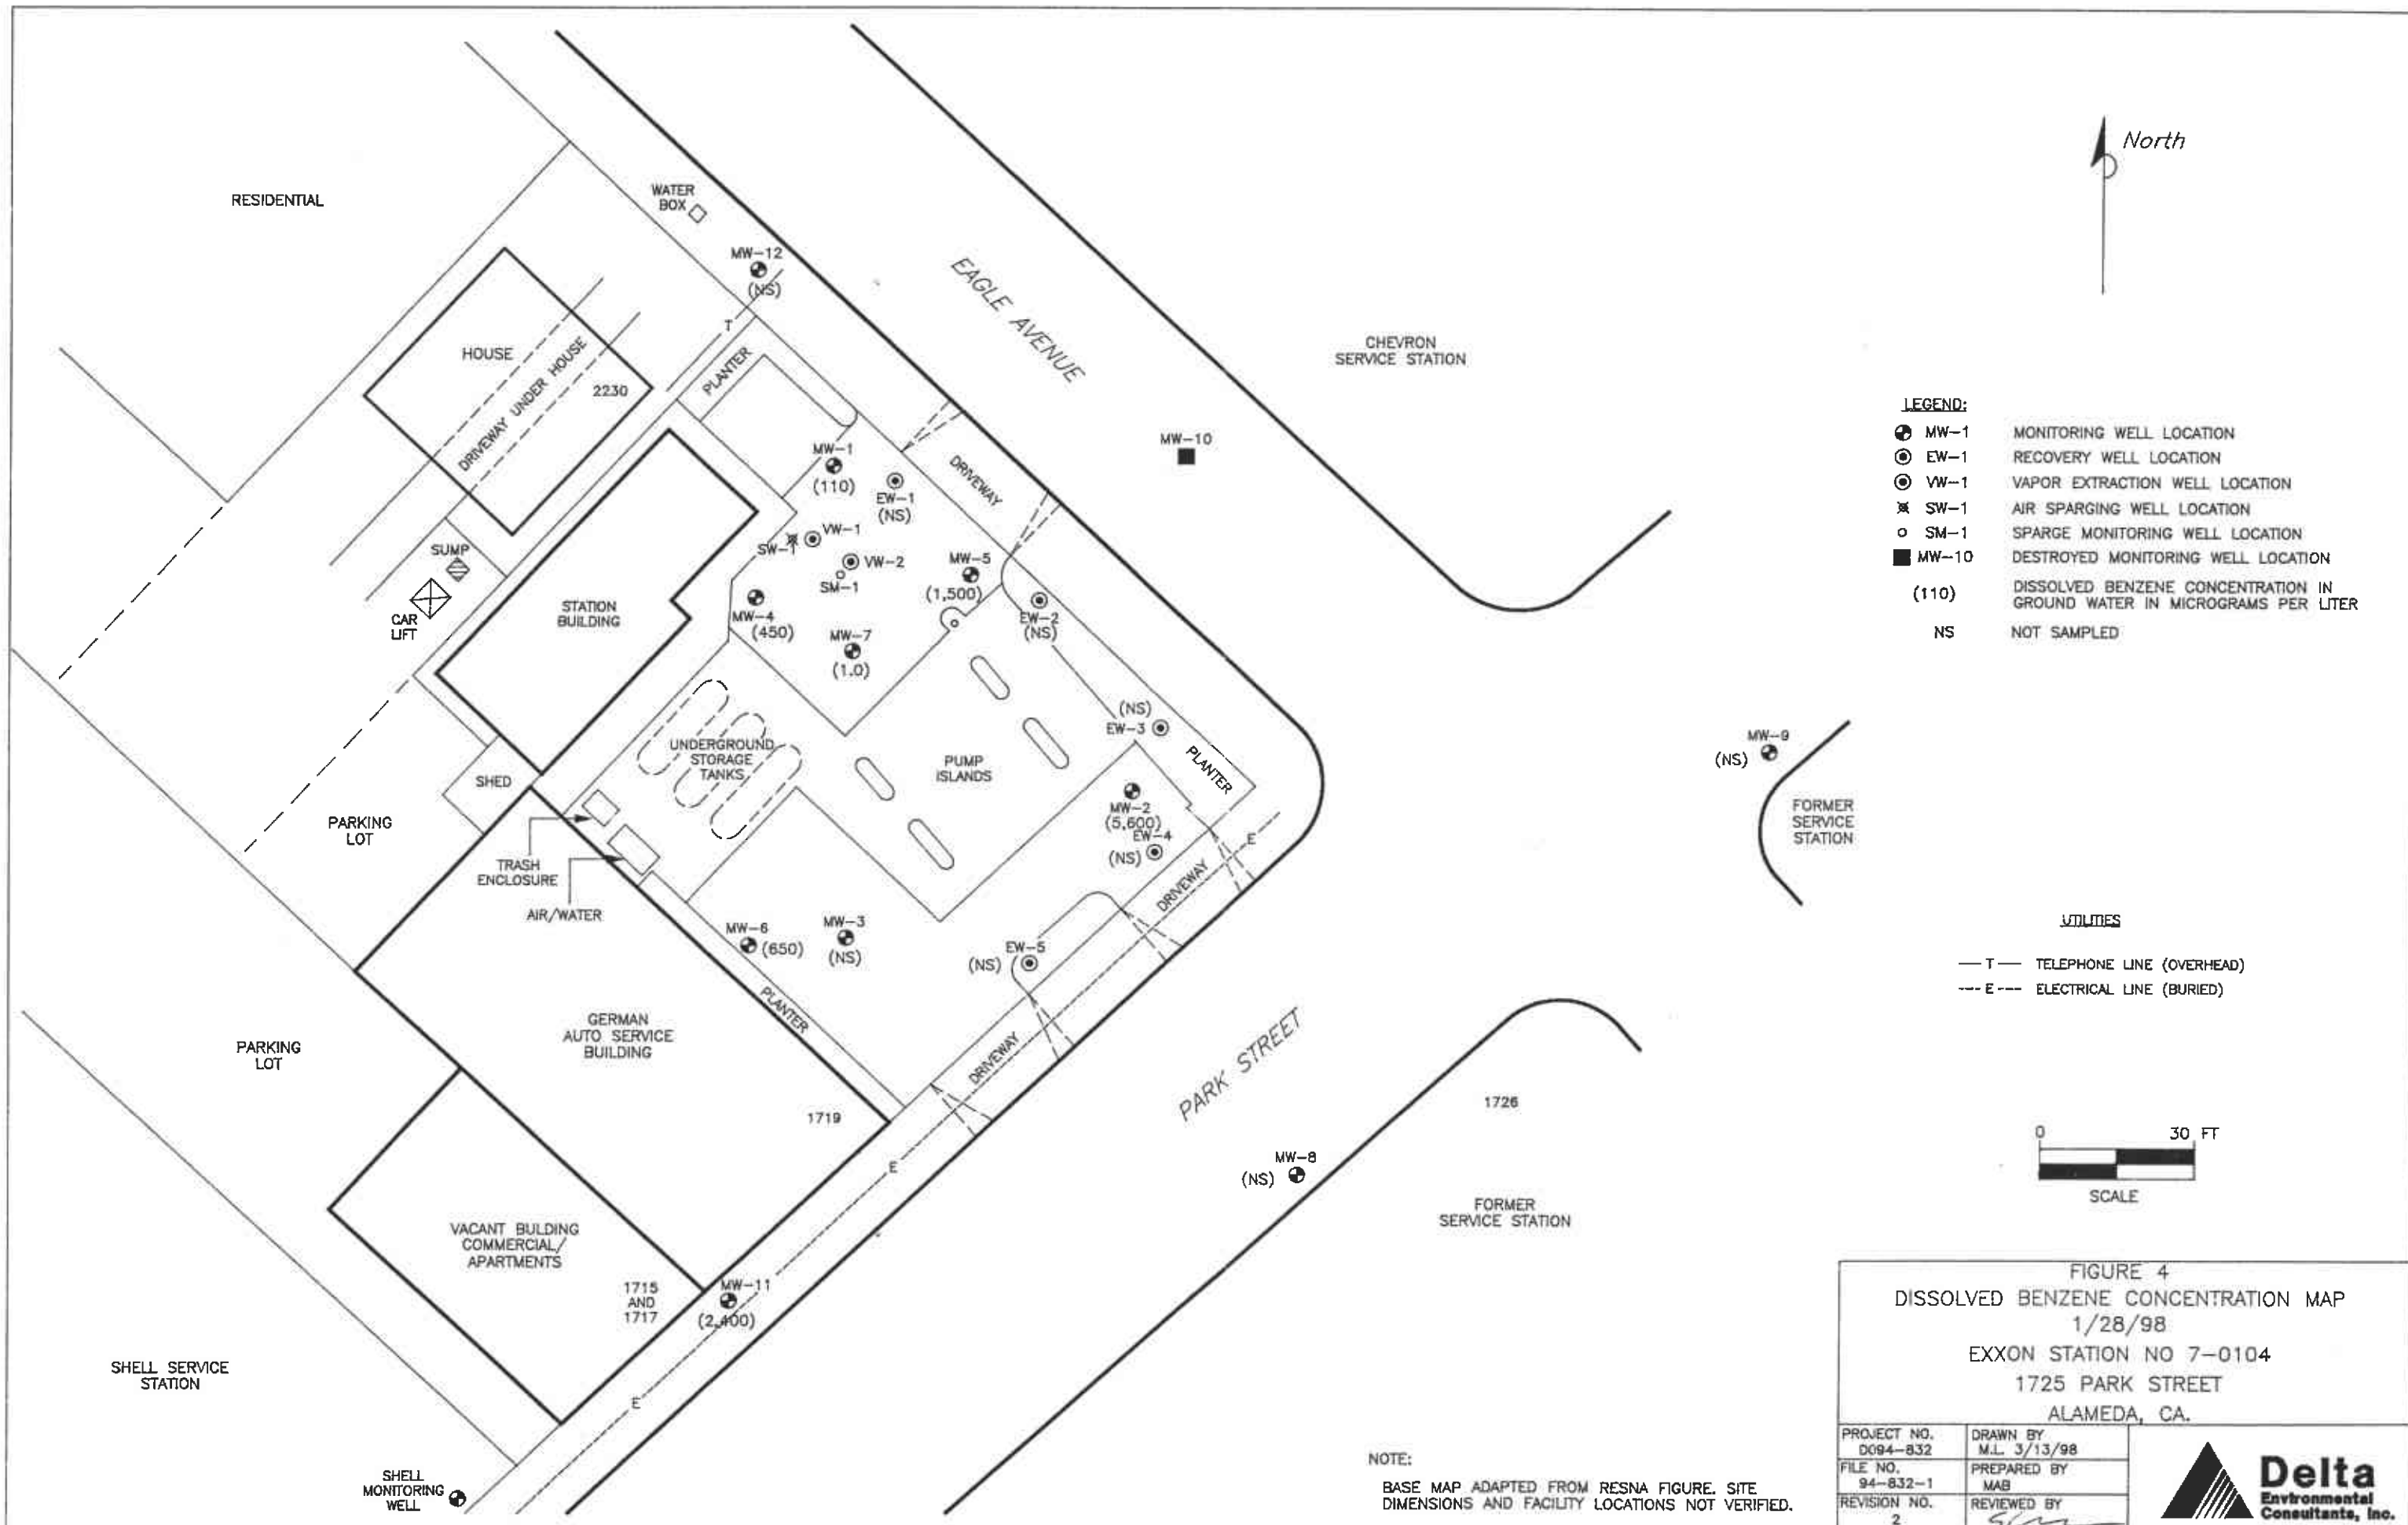 RESIDENTIAL
WATER
BOX
MW-12
(NS)
T
HOUSE
DRIVEWAY UNDER HOUSE
2230
PLANTER
EAGLE AVENUE
CHEVRON
SERVICE STATION
MW-10
North
MW-1
(110)
EW-1
(NS)
DRIVEWAY
SW-1
VW-1
VW-2
SM-1
MW-5
(1,500)
MW-4
(450)
MW-7
(1.0)
EW-2
(NS)
SUMP
CAR
LIFT
STATION
BUILDING
UNDERGROUND
STORAGE
TANKS
PUMP
ISLANDS
(NS)
EW-3
PLANTER
MW-2
(5,600)
EW-4
(NS)
E
DRIVEWAY
SHED
PARKING
LOT
TRASH
ENCLOSURE
AIR/WATER
MW-6
(650)
MW-3
(NS)
EW-5
(NS)
PLANTER
DRIVEWAY
GERMAN
AUTO SERVICE
BUILDING
1719
PARKING
LOT
E
PARK STREET
MW-9
(NS)
FORMER
SERVICE
STATION
1726
MW-8
(NS)
FORMER
SERVICE STATION
VACANT BULDING
COMMERCIAL/
APARTMENTS
1715
AND
1717
MW-11
(2,400)
E
SHELL SERVICE
STATION
SHELL
MONITORING
WELL
LEGEND:
MW-1 MONITORING WELL LOCATION
EW-1 RECOVERY WELL LOCATION
VW-1 VAPOR EXTRACTION WELL LOCATION
SW-1 AIR SPARGING WELL LOCATION
SM-1 SPARGE MONITORING WELL LOCATION
MW-10 DESTROYED MONITORING WELL LOCATION
(110) DISSOLVED BENZENE CONCENTRATION IN
GROUND WATER IN MICROGRAMS PER LITER
NS NOT SAMPLED
UTILITIES
T TELEPHONE LINE (OVERHEAD)
E ELECTRICAL LINE (BURIED)
0 30 FT
SCALE
NOTE:
BASE MAP ADAPTED FROM RESNA FIGURE. SITE
DIMENSIONS AND FACILITY LOCATIONS NOT VERIFIED.
FIGURE 4
DISSOLVED BENZENE CONCENTRATION MAP
1/28/98
EXXON STATION NO 7-0104
1725 PARK STREET
ALAMEDA, CA.
PROJECT NO.
D094-832
DRAWN BY
M.L. 3/13/98
FILE NO.
94-832-1
PREPARED BY
MAB
REVISION NO.
2
REVIEWED BY
Delta
Environmental
Consultants, Inc.